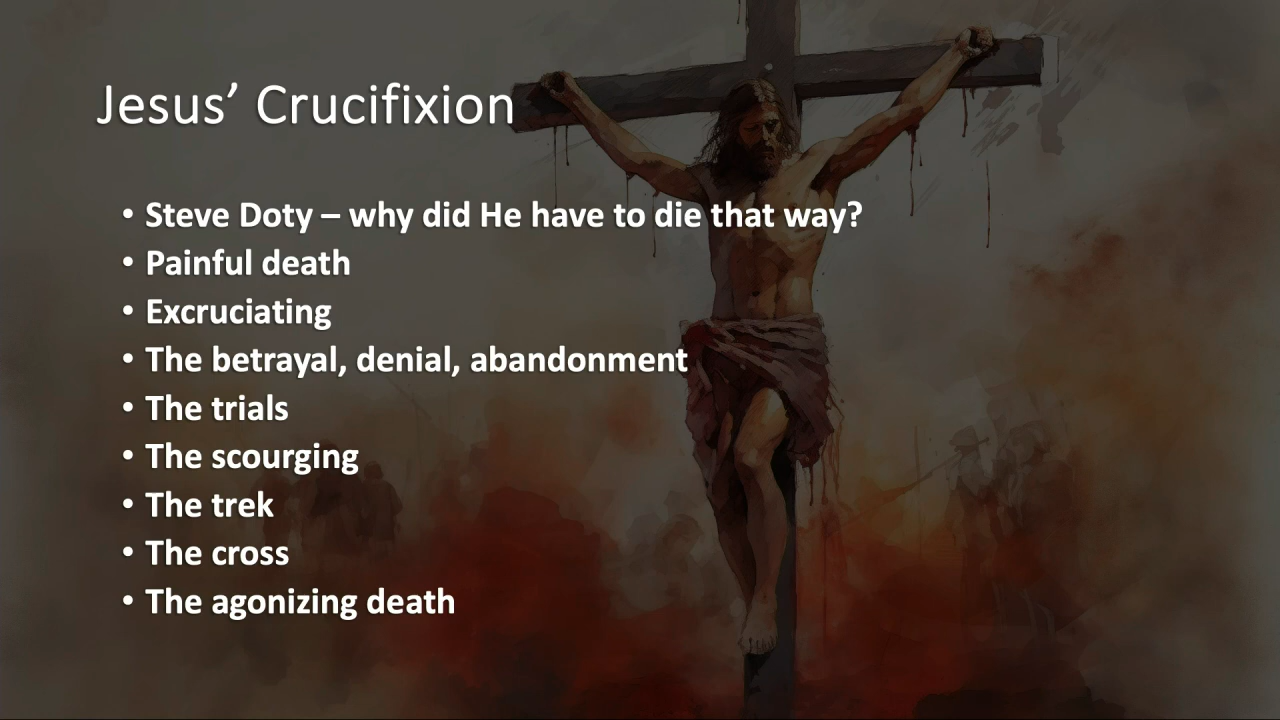 Jesus’ Crucifixion
• Steve Doty – why did He have to die that way?
• Painful death
• Excruciating
• The betrayal, denial, abandonment
• The trials
• The scourging
• The trek
• The cross
• The agonizing death